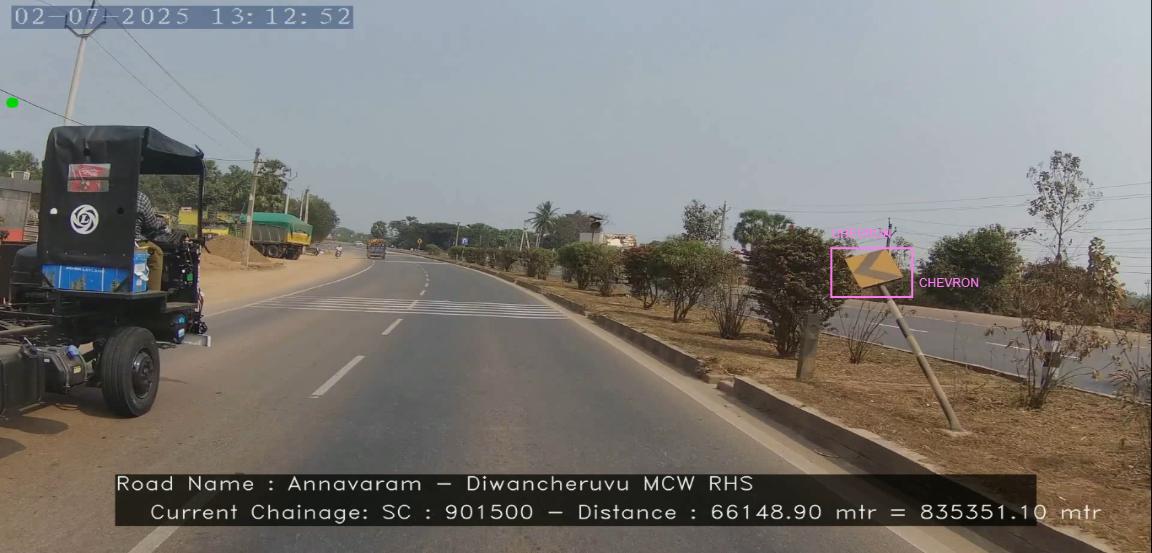 02-07-2025 13:12:52
CHEVRON
CHEVRON
Road Name : Annavaram - Diwancheruvu MCW RHS
Current Chainage: SC : 901500 - Distance : 66148.90 mtr = 835351.10 mtr